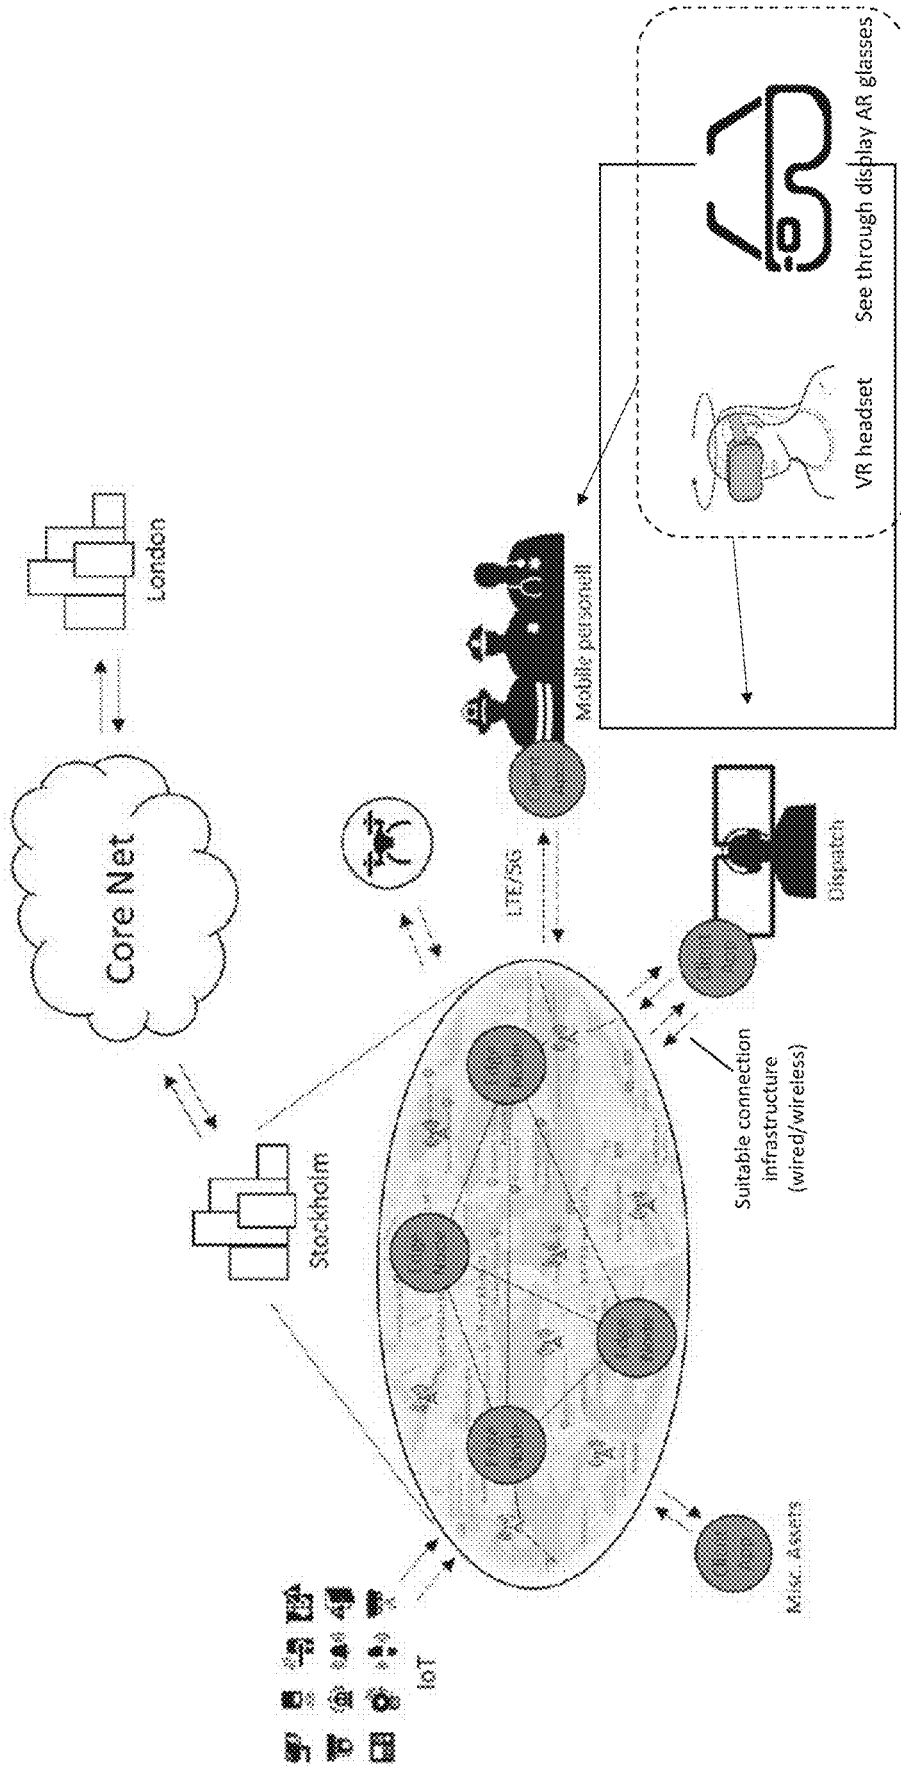 London
Core Net
Stockholm
IoT
LTE/5G
Mobile personell
VR headset
See through display AR glasses
Dispatch
Suitable connection
infrastructure
(wired/wireless)
Misc. Assets